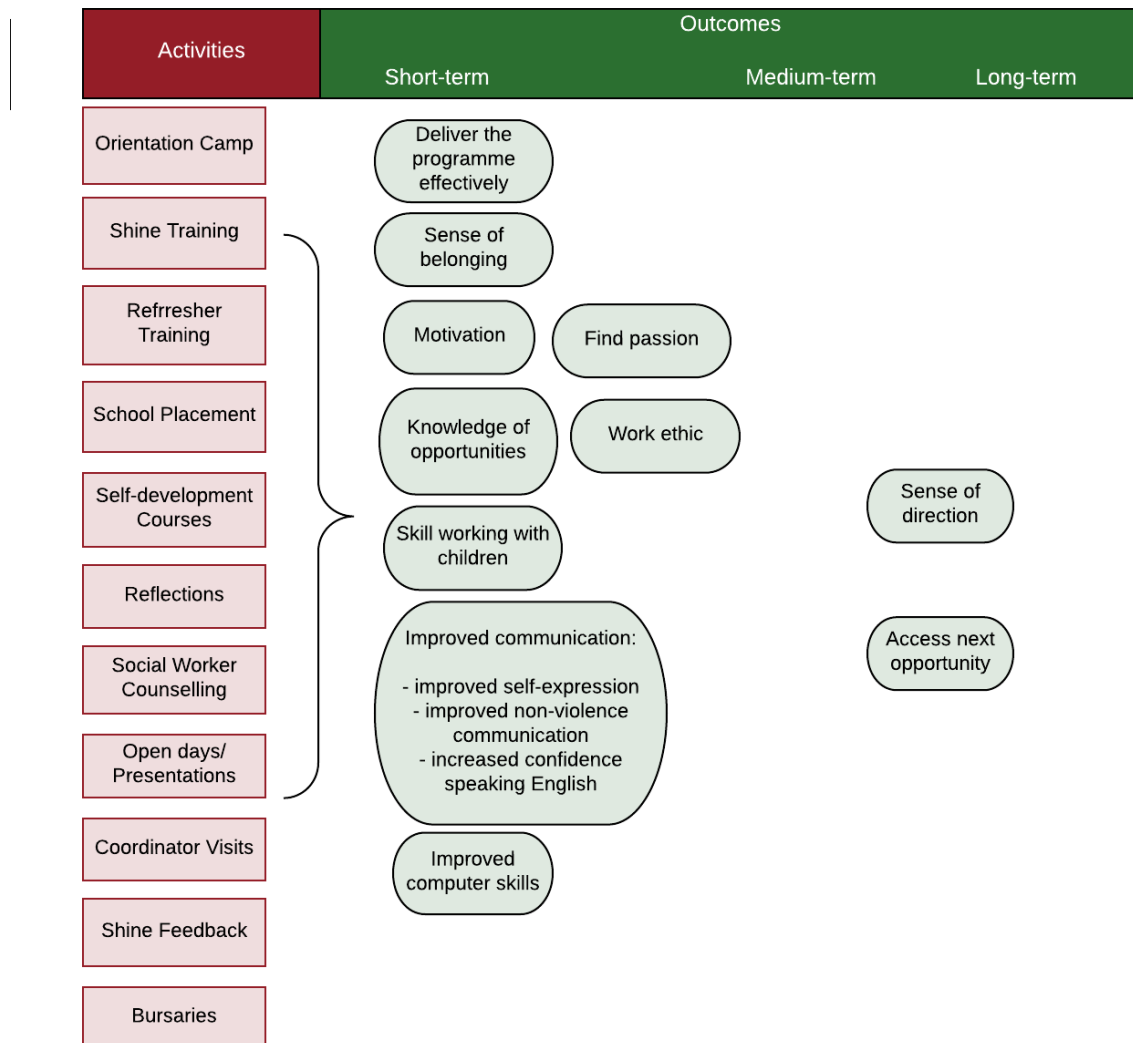 Activities
Outcomes
Short-term
Medium-term
Long-term
Orientation Camp
Shine Training
Refrresher
Training
School Placement
Self-development
Courses
Reflections
Social Worker
Counselling
Open days/
Presentations
Coordinator Visits
Shine Feedback
Bursaries
Deliver the
programme
effectively
Sense of
belonging
Motivation
Find passion
Knowledge of
opportunities
Work ethic
Skill working with
children
Improved communication:
- improved self-expression
- improved non-violence
communication
- increased confidence
speaking English
Improved
computer skills
Sense of
direction
Access next
opportunity